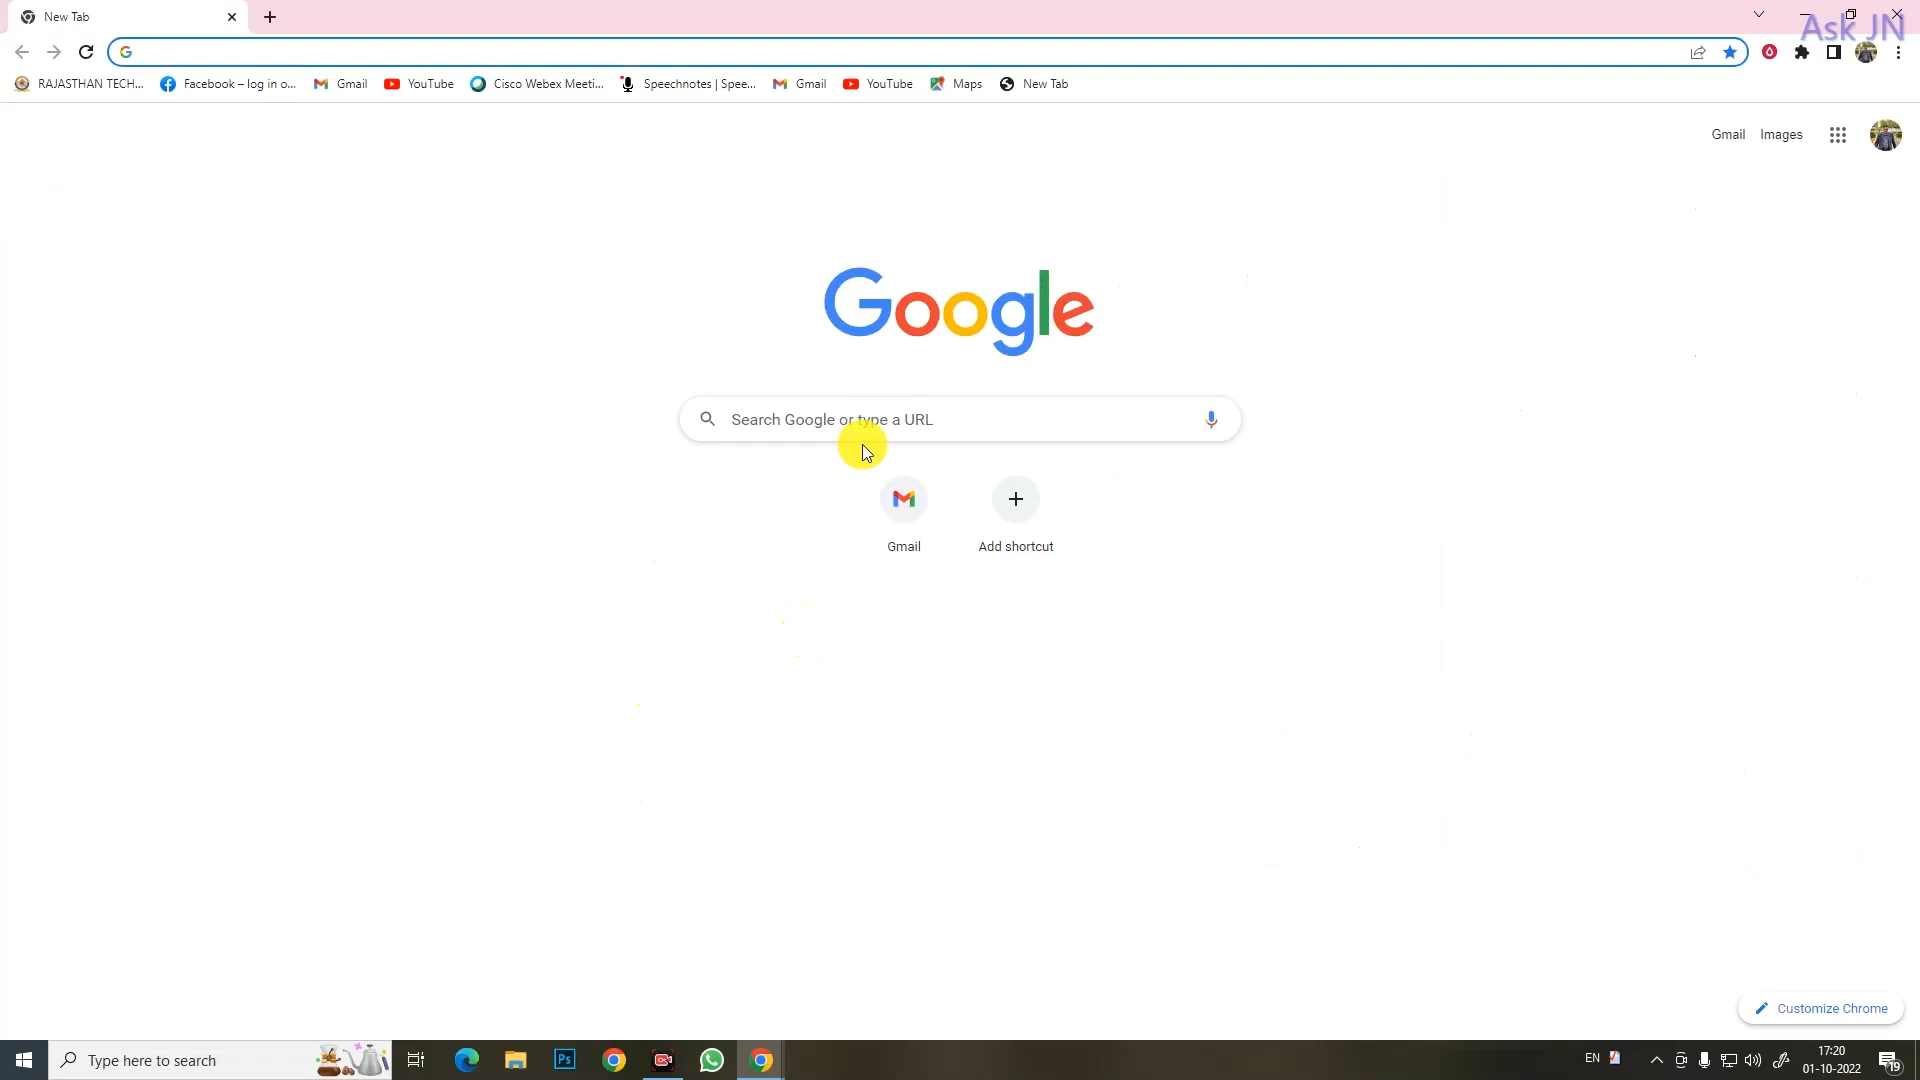 New Tab
Ask JN
RAJASTHAN TECH...
Facebook – log in o...
Gmail
YouTube
Cisco Webex Meeti...
Speechnotes | Spee...
Gmail
YouTube
Maps
New Tab
Gmail
Images
Google
Search Google or type a URL
Gmail
Add shortcut
Customize Chrome
Type here to search
Ps
EN
17:20
01-10-2022
19